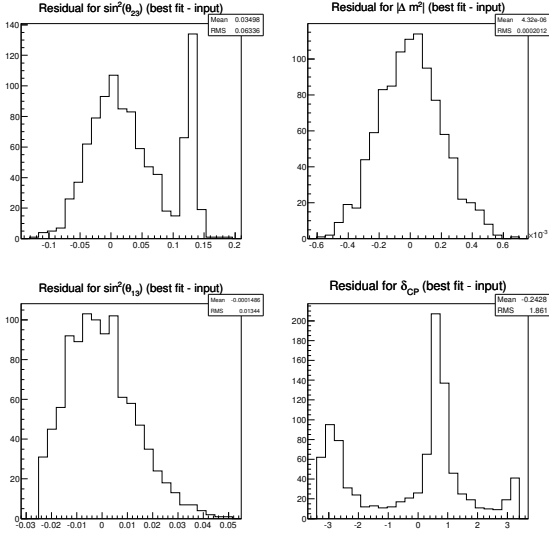 Residual for sin²(θ₂₃) (best fit - input)
Mean 0.03498
RMS 0.06336
140
120
100
80
60
40
20
0
-0.1 -0.05 0 0.05 0.1 0.15 0.2
Residual for |Δ m²| (best fit - input)
Mean 4.32e-06
RMS 0.0002012
100
80
60
40
20
0
-0.6 -0.4 -0.2 0 0.2 0.4 0.6
×10⁻³
Residual for sin²(θ₁₃) (best fit - input)
Mean -0.0001486
RMS 0.01344
100
80
60
40
20
0
-0.03 -0.02 -0.01 0 0.01 0.02 0.03 0.04 0.05
Residual for δCP (best fit - input)
Mean -0.2428
RMS 1.861
200
180
160
140
120
100
80
60
40
20
0
-3 -2 -1 0 1 2 3